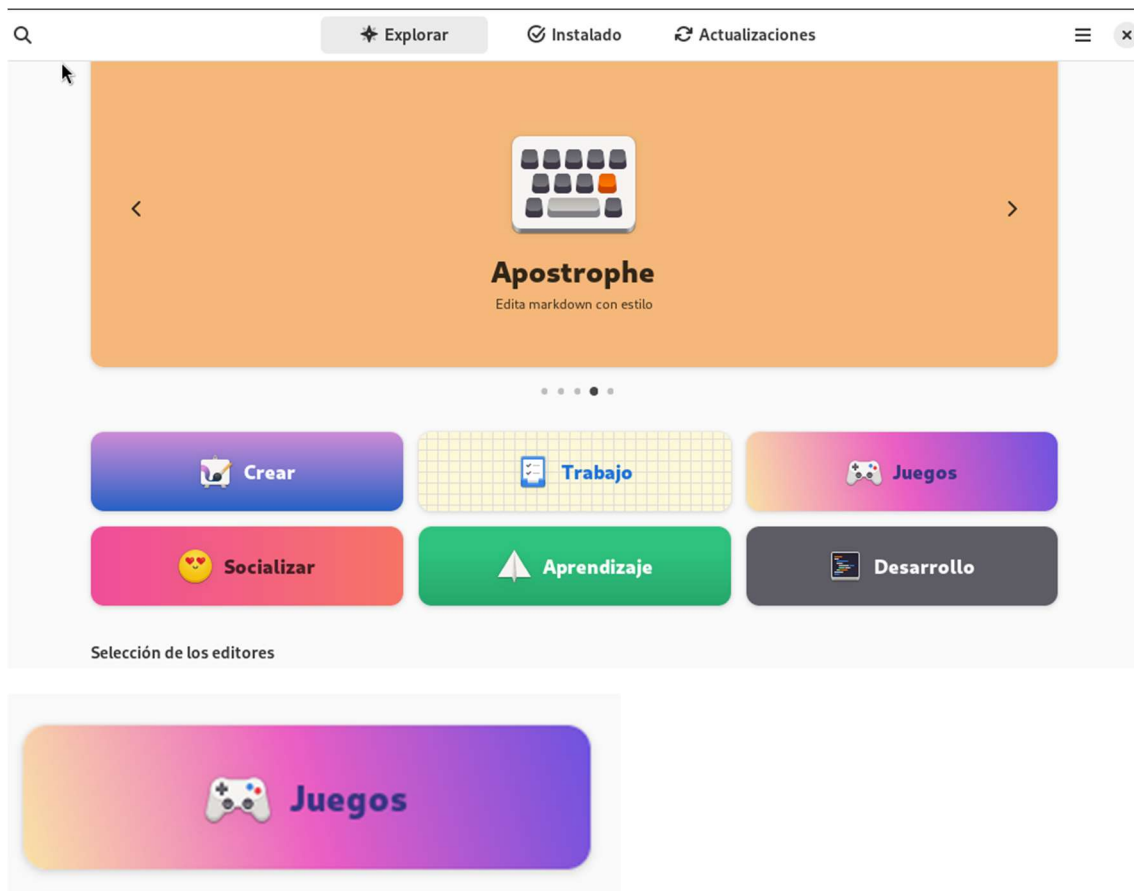 Explorar
Instalado
Actualizaciones
Apostrophe
Edita markdown con estilo
Crear
Trabajo
Juegos
Socializar
Aprendizaje
Desarrollo
Selección de los editores
Juegos